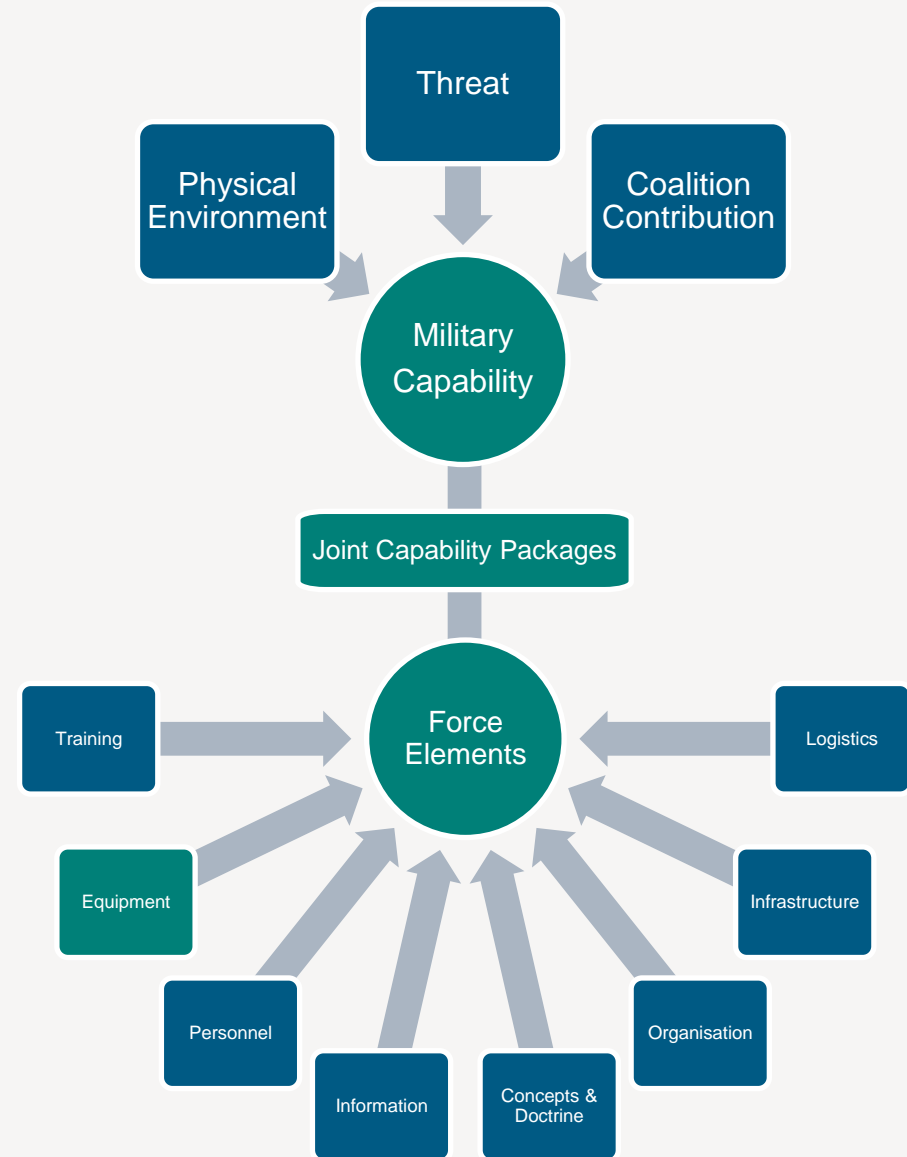 Threat
Physical
Environment
Coalition
Contribution
Military
Capability
Joint Capability Packages
Force
Elements
Training
Logistics
Equipment
Infrastructure
Personnel
Organisation
Information
Concepts &
Doctrine